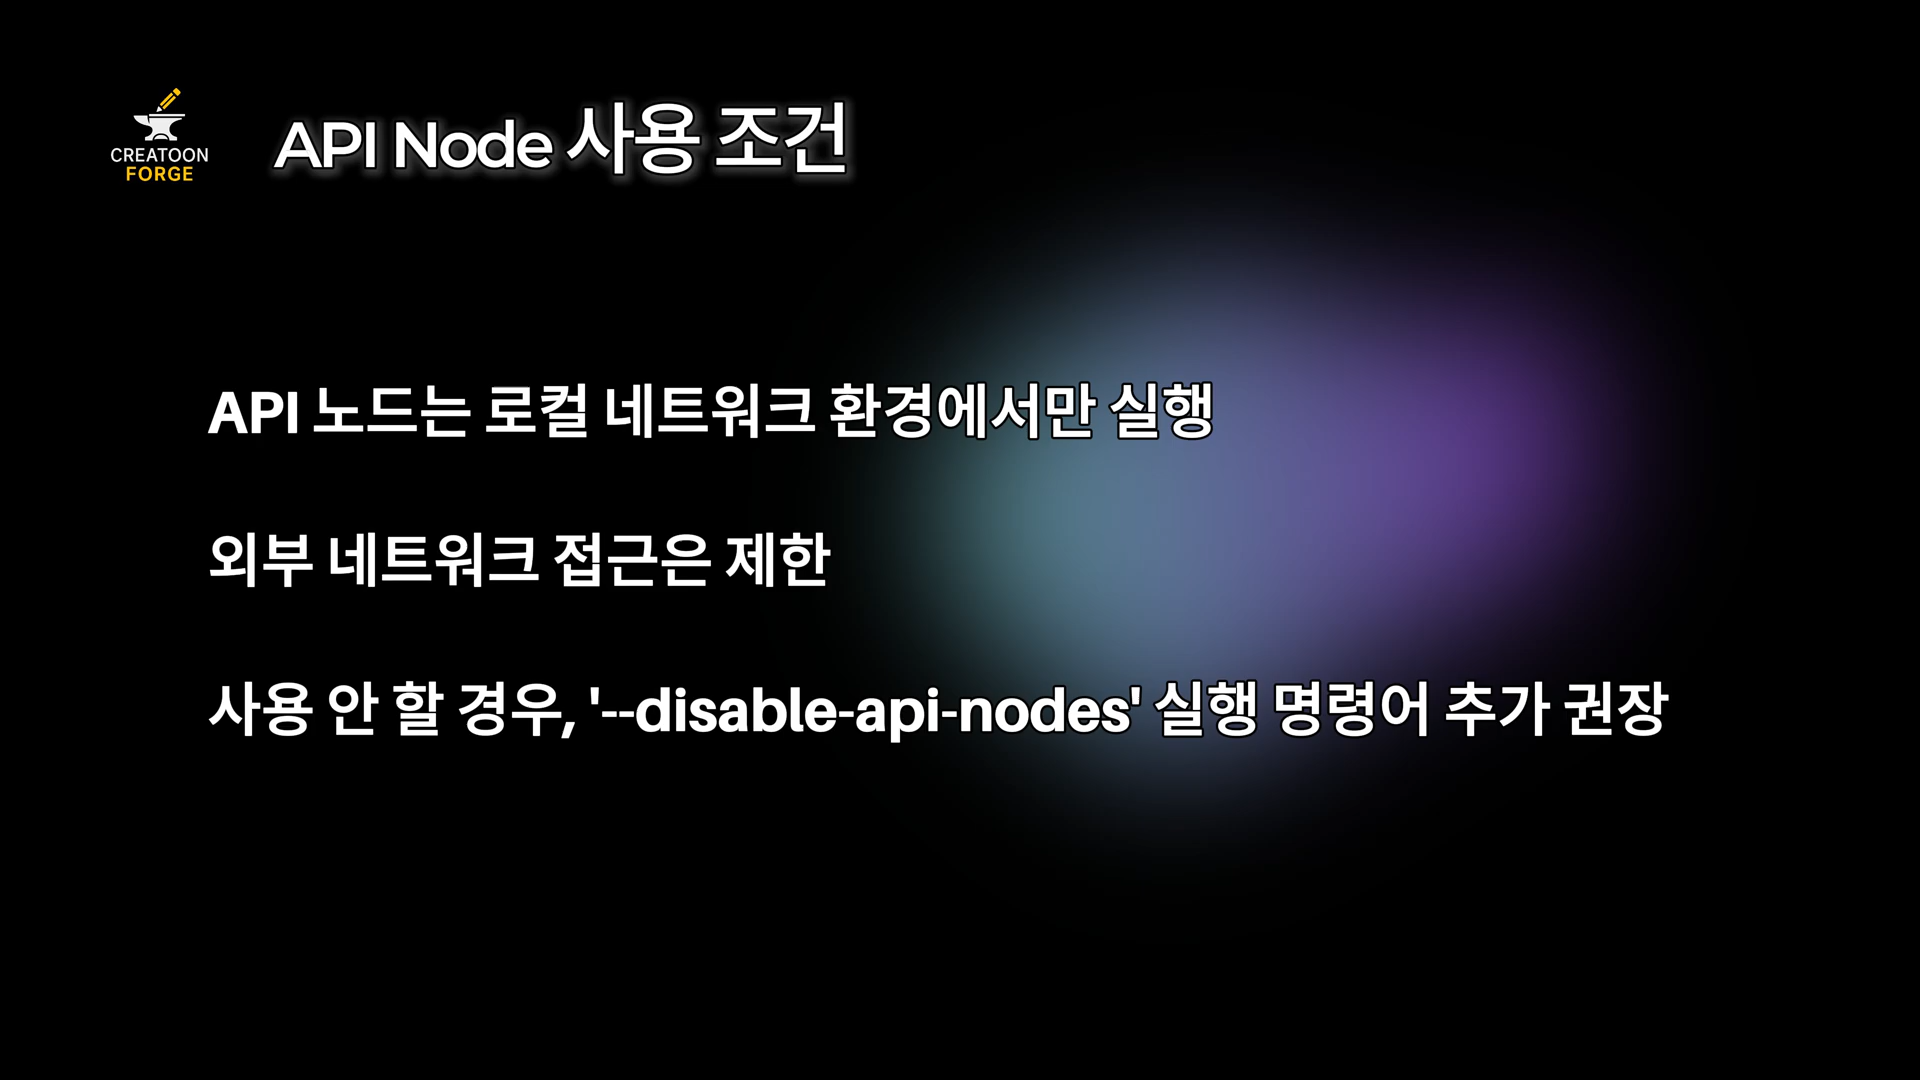 CREATOON
FORGE
API Node 사용 조건
API 노드는 로컬 네트워크 환경에서만 실행
외부 네트워크 접근은 제한
사용 안 할 경우, '--disable-api-nodes' 실행 명령어 추가 권장